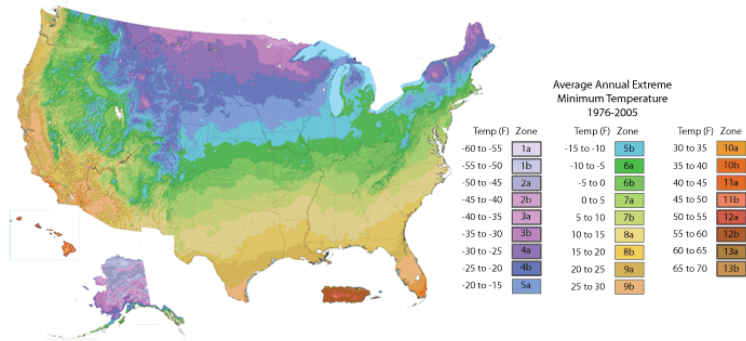 Average Annual Extreme
Minimum Temperature
1976-2005
Temp (F) Zone Temp (F) Zone Temp (F) Zone
-60 to -55 1a -15 to -10 5b 30 to 35 10a
-55 to -50 1b -10 to -5 6a 35 to 40 10b
-50 to -45 2a -5 to 0 6b 40 to 45 11a
-45 to -40 2b 0 to 5 7a 45 to 50 11b
-40 to -35 3a 5 to 10 7b 50 to 55 12a
-35 to -30 3b 10 to 15 8a 55 to 60 12b
-30 to -25 4a 15 to 20 8b 60 to 65 13a
-25 to -20 4b 20 to 25 9a 65 to 70 13b
-20 to -15 5a 25 to 30 9b